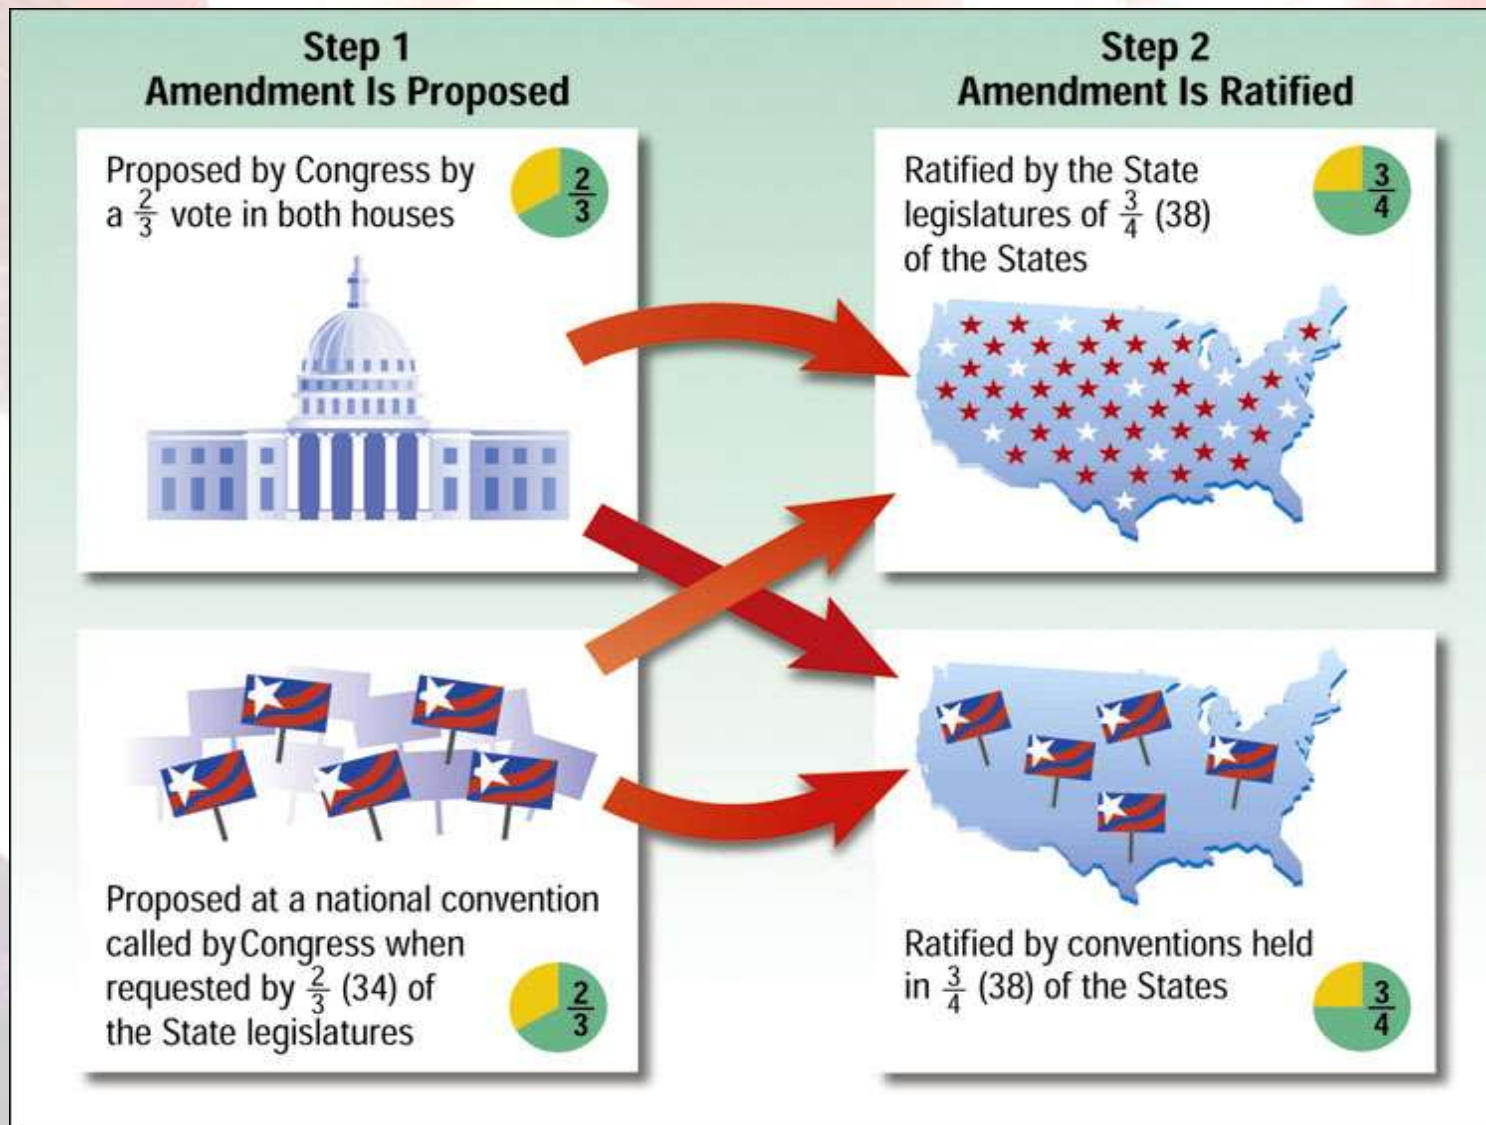 Step 1
Amendment Is Proposed
Proposed by Congress by
a 2/3 vote in both houses
2/3
Proposed at a national convention
called by Congress when
requested by 2/3 (34) of
the State legislatures
2/3
Step 2
Amendment Is Ratified
Ratified by the State
legislatures of 3/4 (38)
of the States
3/4
Ratified by conventions held
in 3/4 (38) of the States
3/4